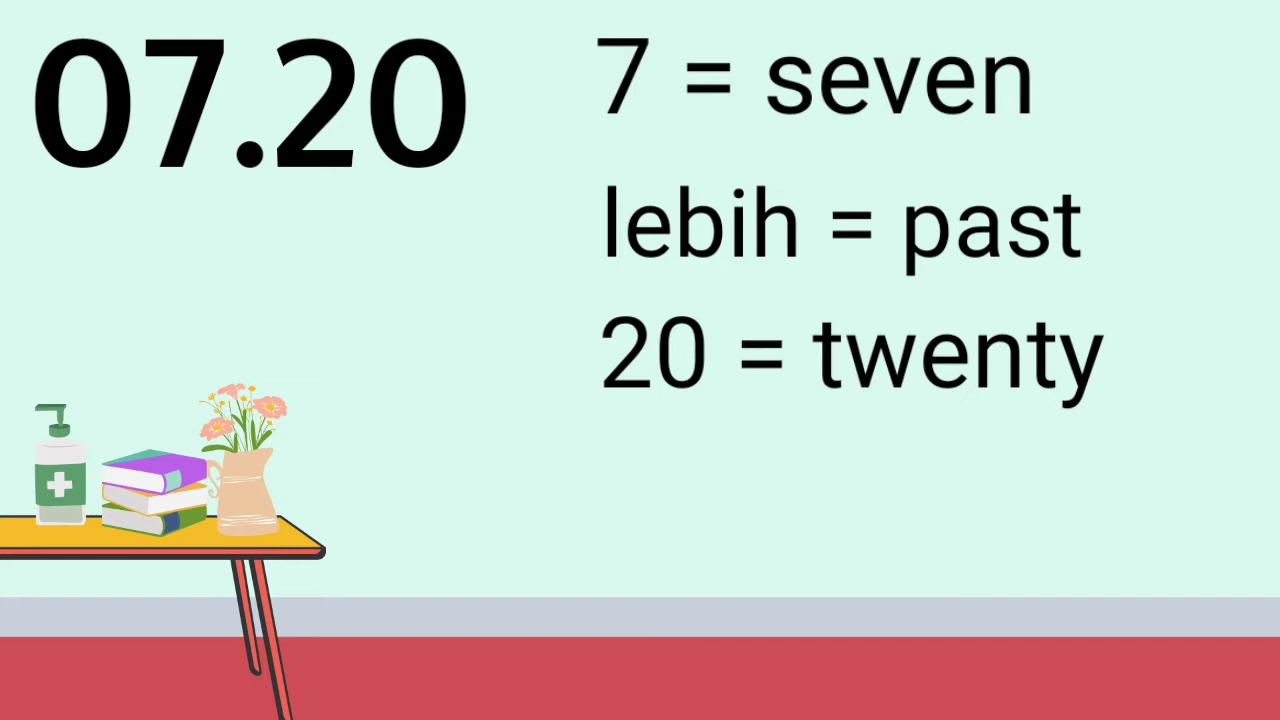 07.20
7 = seven
lebih = past
20 = twenty